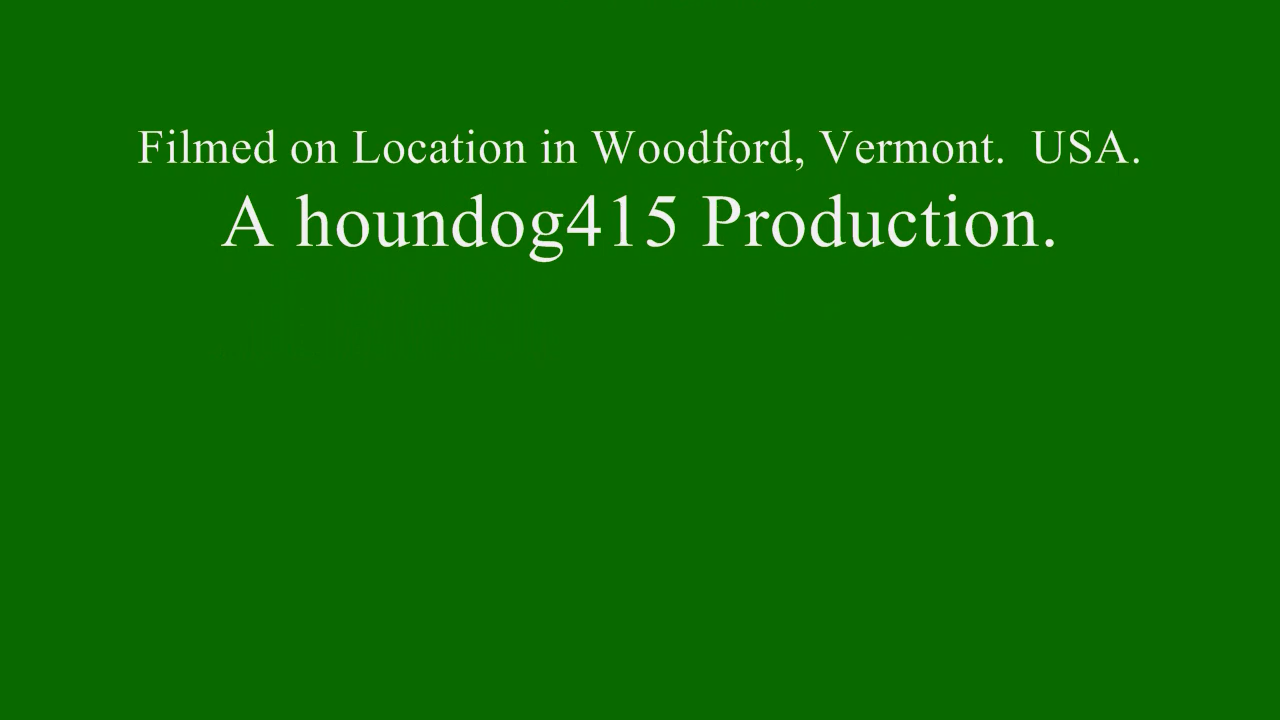 Filmed on Location in Woodford, Vermont.  USA.
A houndog415 Production.